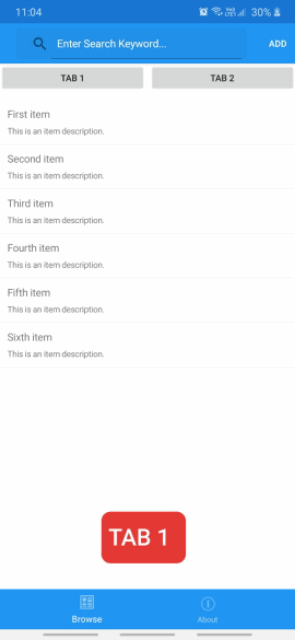 11:04
30%
Enter Search Keyword...
ADD
TAB 1
TAB 2
First item
This is an item description.
Second item
This is an item description.
Third item
This is an item description.
Fourth item
This is an item description.
Fifth item
This is an item description.
Sixth item
This is an item description.
TAB 1
Browse
About